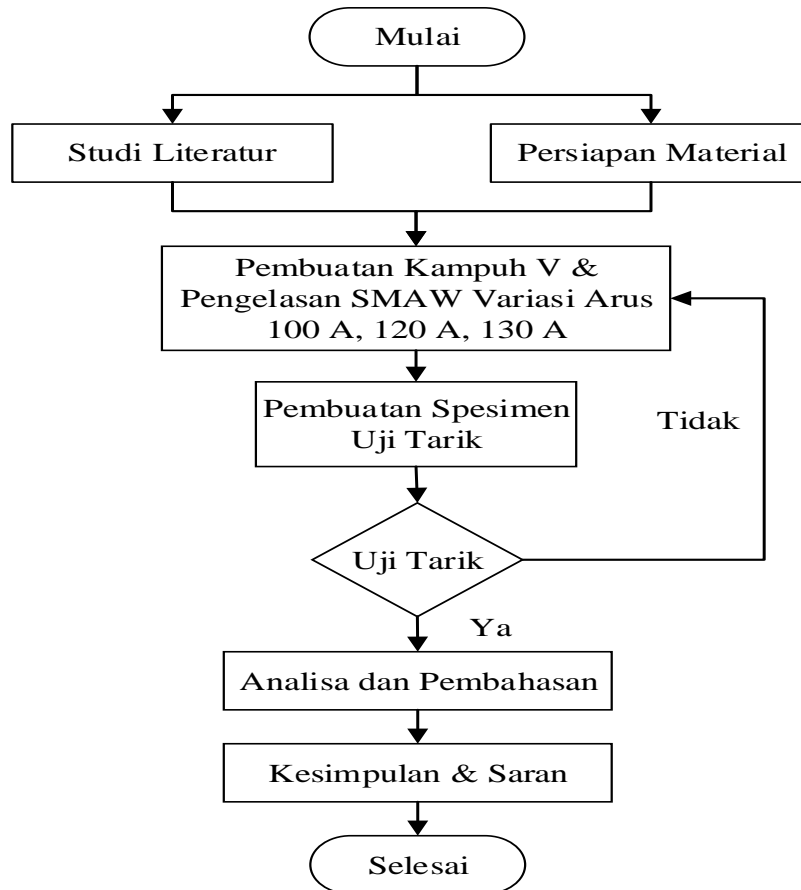 Mulai
Studi Literatur
Persiapan Material
Pembuatan Kampuh V &
Pengelasan SMAW Variasi Arus
100 A, 120 A, 130 A
Pembuatan Spesimen
Uji Tarik
Tidak
Uji Tarik
Ya
Analisa dan Pembahasan
Kesimpulan & Saran
Selesai